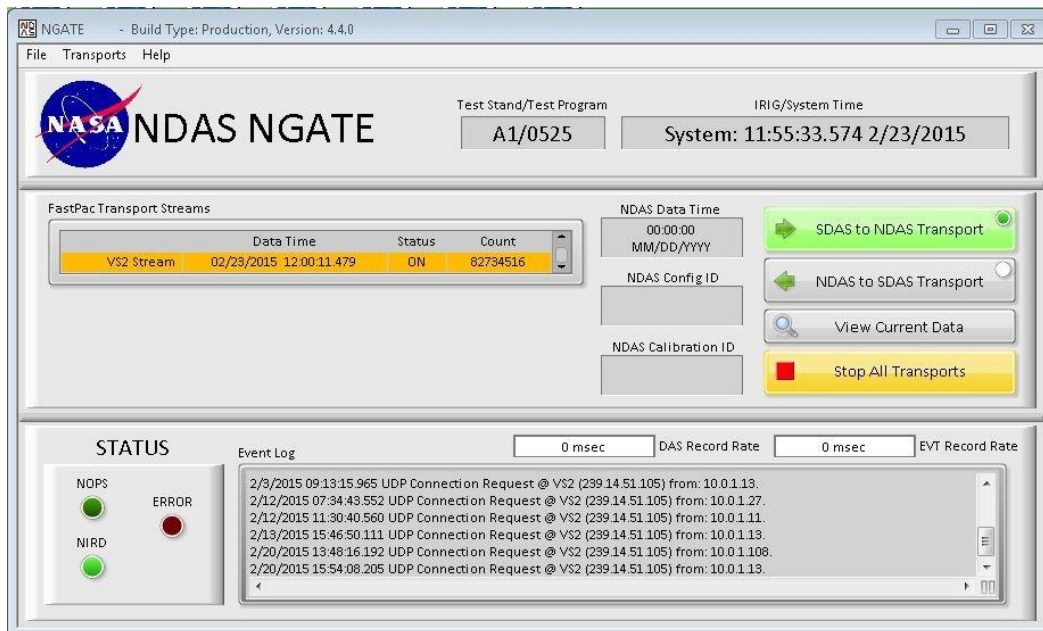 NGATE - Build Type: Production, Version: 4.4.0
File Transports Help
NASA
NDAS NGATE
Test Stand/Test Program
A1/0525
IRIG/System Time
System: 11:55:33.574 2/23/2015
FastPac Transport Streams
Data Time Status Count
VS2 Stream 02/23/2015 12:00:11.479 ON 82734516
NDAS Data Time
00:00:00
MM/DD/YYYY
NDAS Config ID
NDAS Calibration ID
SDAS to NDAS Transport
NDAS to SDAS Transport
View Current Data
Stop All Transports
STATUS
NOPS
ERROR
NIRD
Event Log
0 msec DAS Record Rate
0 msec EVT Record Rate
2/3/2015 09:13:15.965 UDP Connection Request @ VS2 (239.14.51.105) from: 10.0.1.13.
2/12/2015 07:34:43.552 UDP Connection Request @ VS2 (239.14.51.105) from: 10.0.1.27.
2/12/2015 11:30:40.560 UDP Connection Request @ VS2 (239.14.51.105) from: 10.0.1.11.
2/13/2015 15:46:50.111 UDP Connection Request @ VS2 (239.14.51.105) from: 10.0.1.13.
2/20/2015 13:48:16.192 UDP Connection Request @ VS2 (239.14.51.105) from: 10.0.1.108.
2/20/2015 15:54:08.205 UDP Connection Request @ VS2 (239.14.51.105) from: 10.0.1.13.